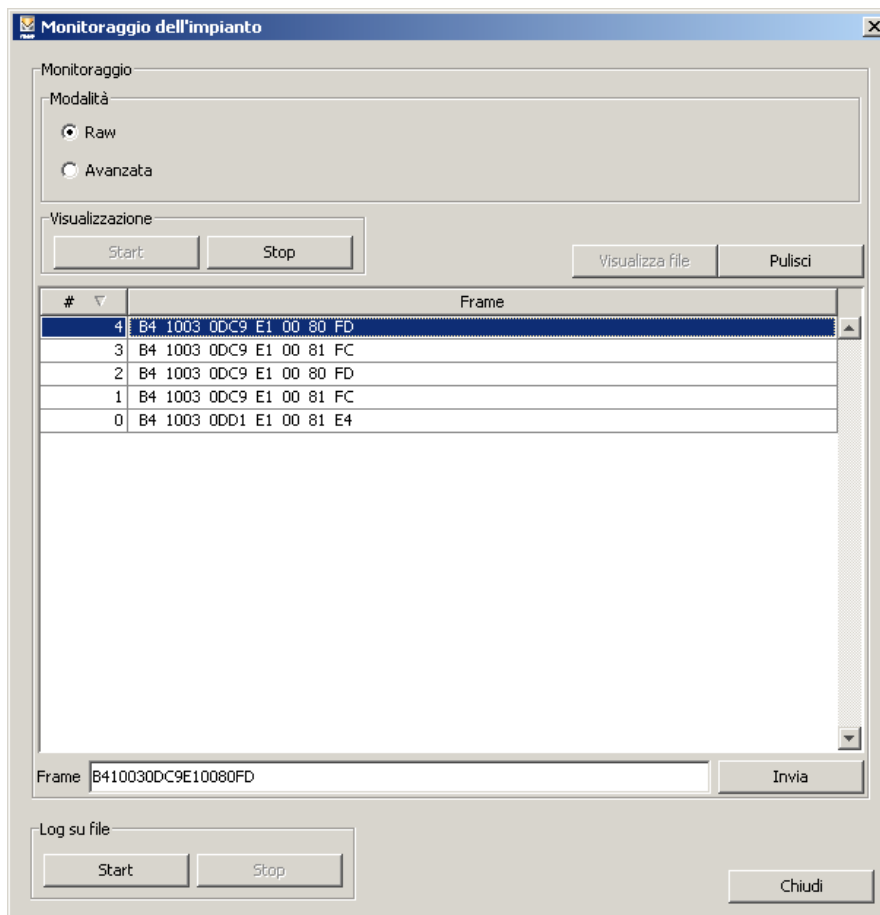 Monitoraggio dell'impianto
Monitoraggio
Modalità
Raw
Avanzata
Visualizzazione
Start Stop Visualizza file Pulisci
# Frame
4 B4 1003 0DC9 E1 00 80 FD
3 B4 1003 0DC9 E1 00 81 FC
2 B4 1003 0DC9 E1 00 80 FD
1 B4 1003 0DC9 E1 00 81 FC
0 B4 1003 0DD1 E1 00 81 E4
Frame B410030DC9E10080FD Invia
Log su file
Start Stop
Chiudi